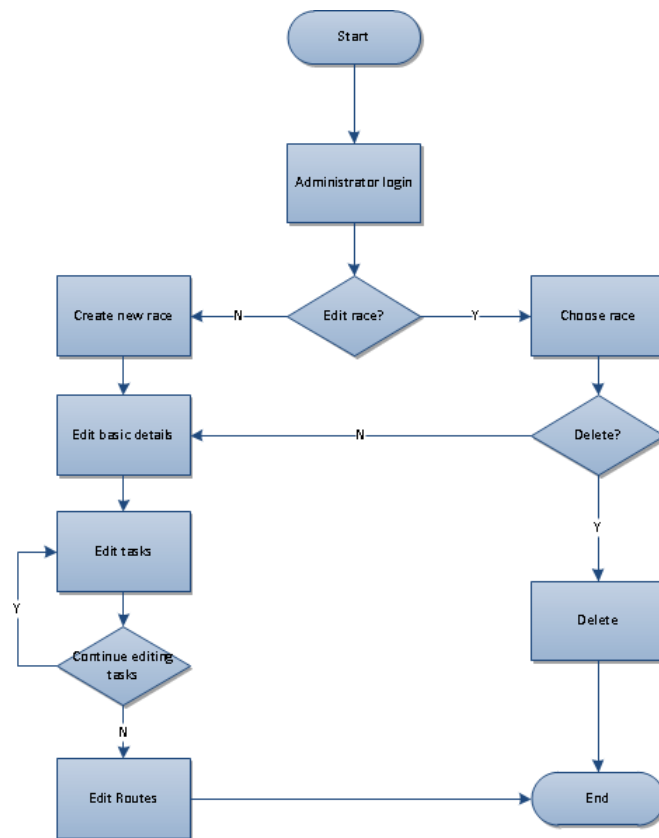 Start
Administrator login
Create new race
N
Edit race?
Y
Choose race
Edit basic details
N
Delete?
Edit tasks
Y
Y
Delete
Continue editing
tasks
N
Edit Routes
End